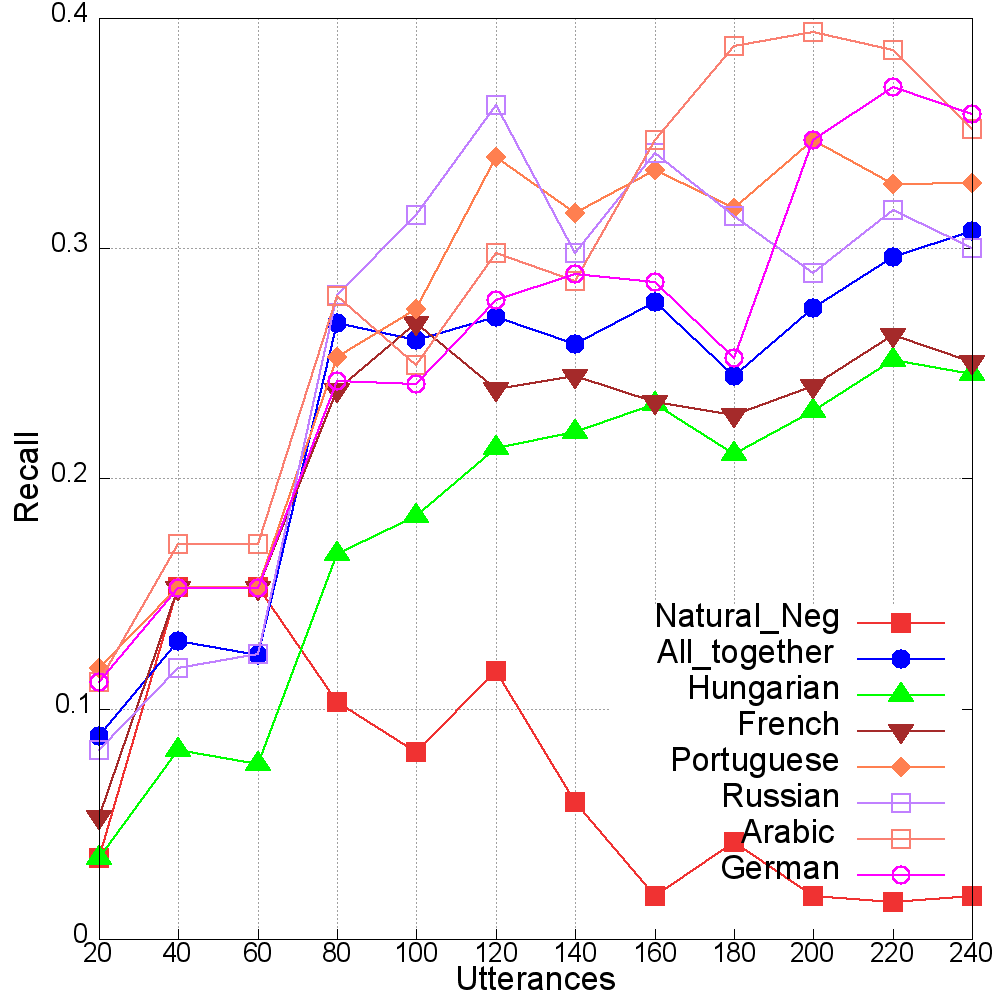 0.4
0.3
0.2
0.1
0
Recall
Natural_Neg
All_together
Hungarian
French
Portuguese
Russian
Arabic
German
20 40 60 80 100 120 140 160 180 200 220 240
Utterances